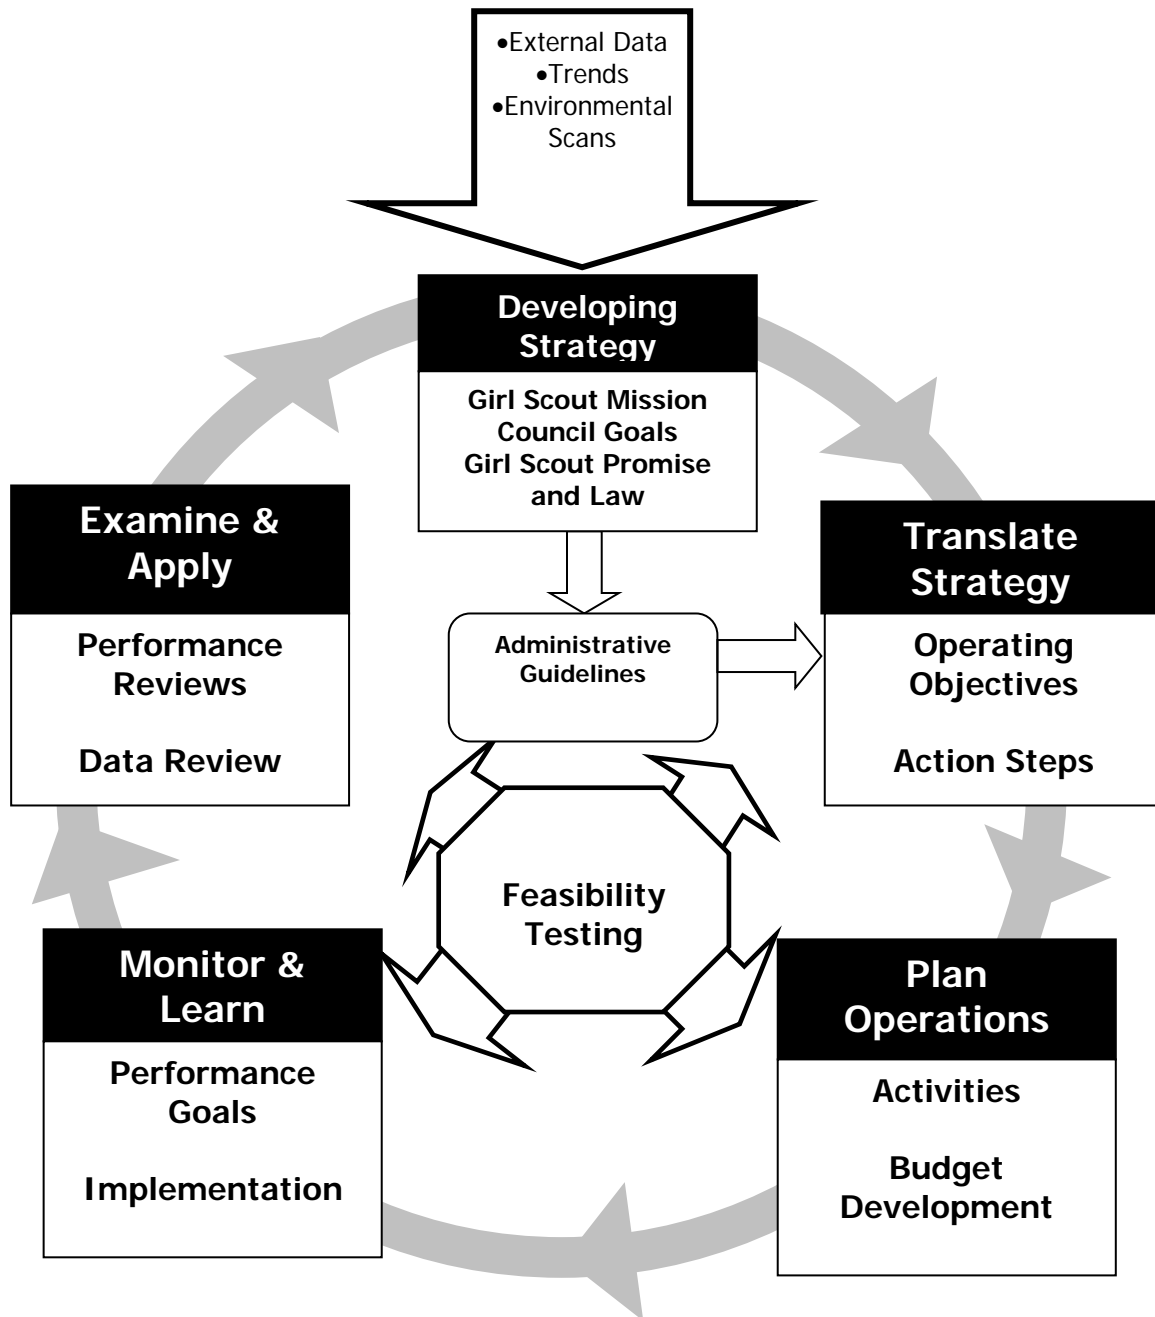 •External Data
•Trends
•Environmental
Scans
Developing
Strategy
Girl Scout Mission
Council Goals
Girl Scout Promise
and Law
Examine &
Apply
Performance
Reviews
Data Review
Translate
Strategy
Operating
Objectives
Action Steps
Administrative
Guidelines
Feasibility
Testing
Monitor &
Learn
Performance
Goals
Implementation
Plan
Operations
Activities
Budget
Development